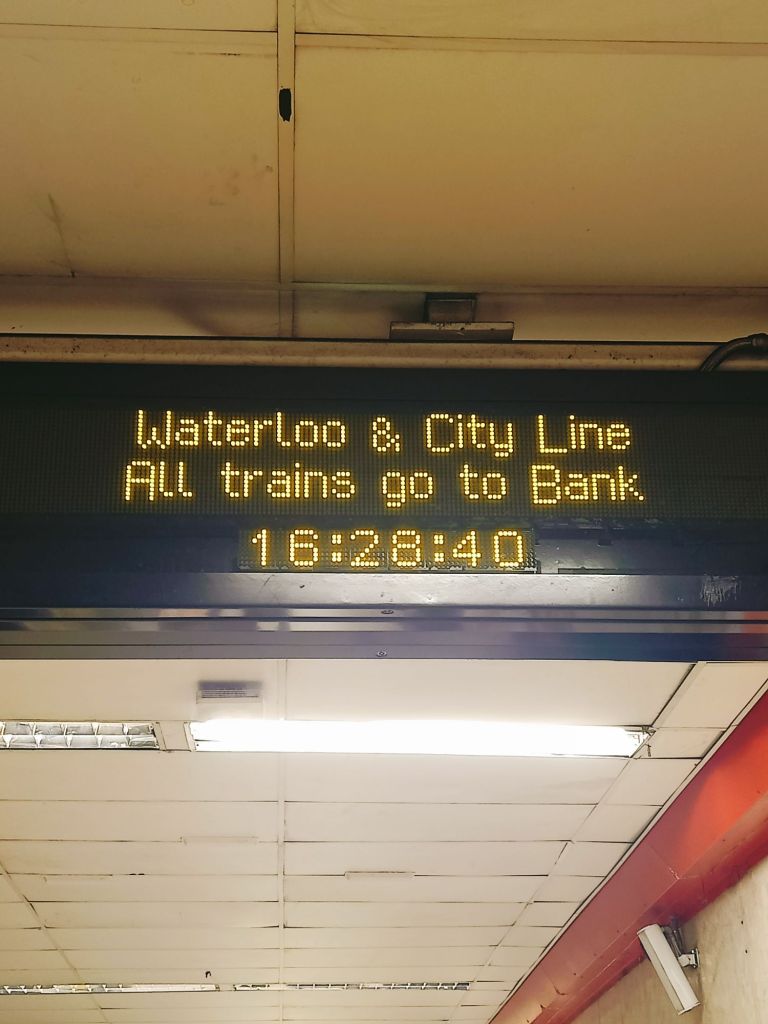 Waterloo & City Line
All trains go to Bank
16:28:40